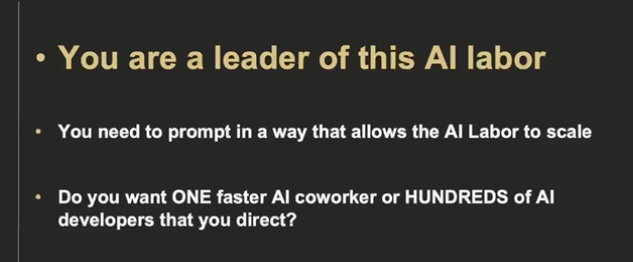 • You are a leader of this AI labor
• You need to prompt in a way that allows the AI Labor to scale
• Do you want ONE faster AI coworker or HUNDREDS of AI
developers that you direct?